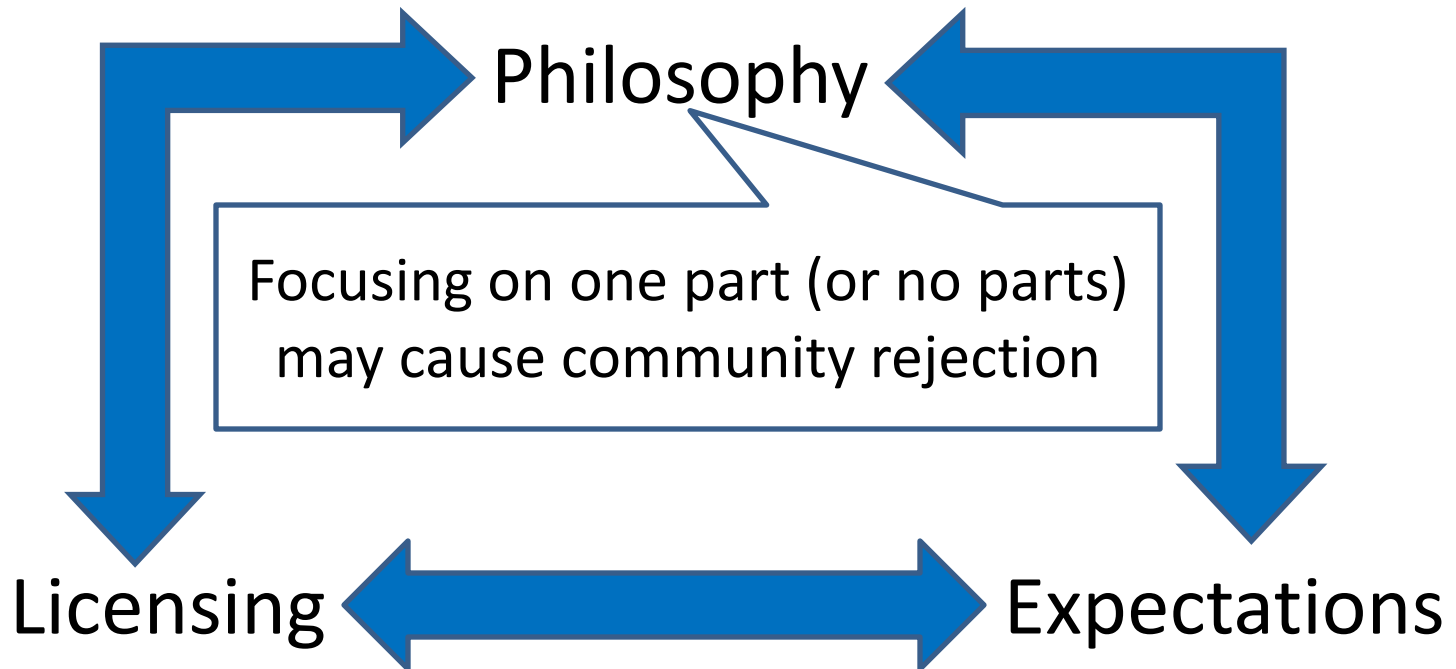 Philosophy
Focusing on one part (or no parts)
may cause community rejection
Licensing
Expectations